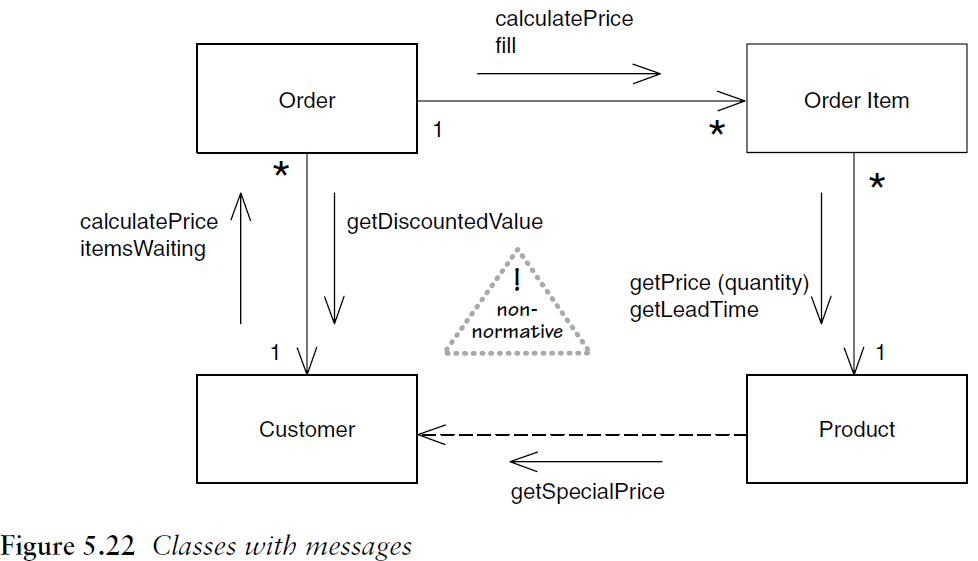 calculatePrice
fill
Order
Order Item
1
*
*
*
calculatePrice
itemsWaiting
getDiscountedValue
!
non-
normative
getPrice (quantity)
getLeadTime
1
1
Customer
Product
getSpecialPrice
Figure 5.22 Classes with messages